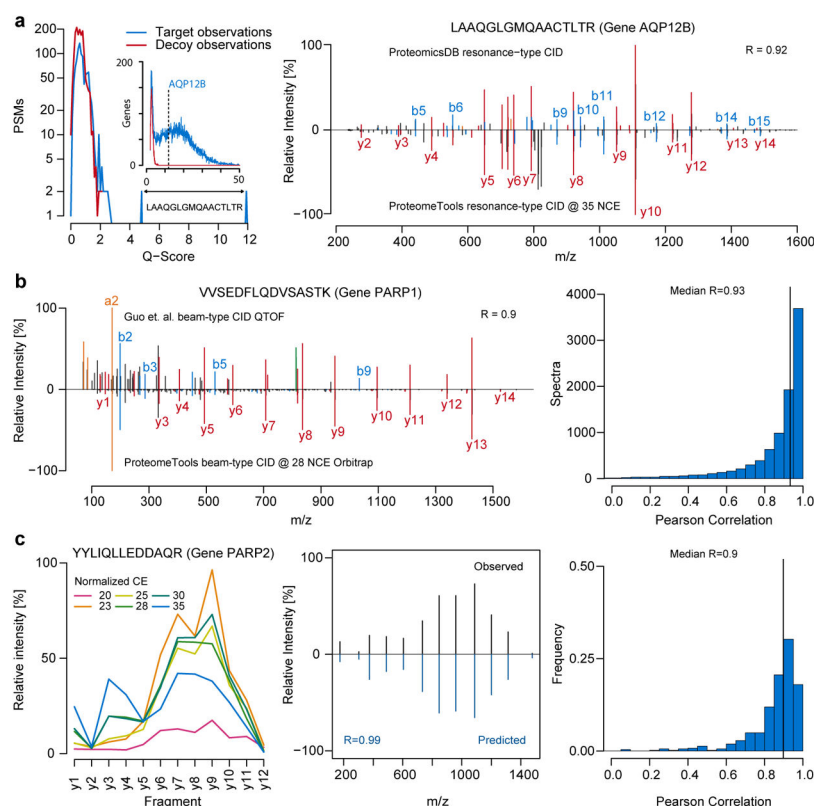 a
Target observations
Decoy observations
PSMs
200
100
50
20
10
5
2
1
0 2 4 6 8 10 12
Q−Score
Genes
200
100
0
AQP12B
0 50
LAAQGLGMQAACTLTR
LAAQGLGMQAACTLTR (Gene AQP12B)
ProteomicsDB resonance-type CID
R = 0.92
Relative Intensity [%]
100
0
−100
b5 b6 b9 b10 b11 b12 b14 b15
y2 y3 y4 y5 y6 y7 y8 y9 y10 y11 y12 y13 y14
ProteomeTools resonance-type CID @ 35 NCE
200 400 600 800 1000 1200 1400 1600
m/z
b
VVSEDFLQDVSASTK (Gene PARP1)
Guo et. al. beam-type CID QTOF
R = 0.9
Relative Intensity [%]
100
0
−100
a2
b2 b3 b5 b9
y1 y3 y4 y5 y6 y7 y8 y9 y10 y11 y12 y13 y14
ProteomeTools beam-type CID @ 28 NCE Orbitrap
100 300 500 700 900 1100 1300 1500
m/z
Median R=0.93
Spectra
4000
3000
2000
1000
0
0.0 0.2 0.4 0.6 0.8 1.0
Pearson Correlation
c
YYLIQLLEDDAQR (Gene PARP2)
Normalized CE
20 25 30
23 28 35
Relative Intensity [%]
100
50
0
y1 y2 y3 y4 y5 y6 y7 y8 y9 y10 y11 y12
Fragment
Relative Intensity [%]
100
0
−100
Observed
R=0.99
Predicted
200 600 1000 1400
m/z
Median R=0.9
Frequency
0.50
0.25
0.00
0.0 0.2 0.4 0.6 0.8 1.0
Pearson Correlation